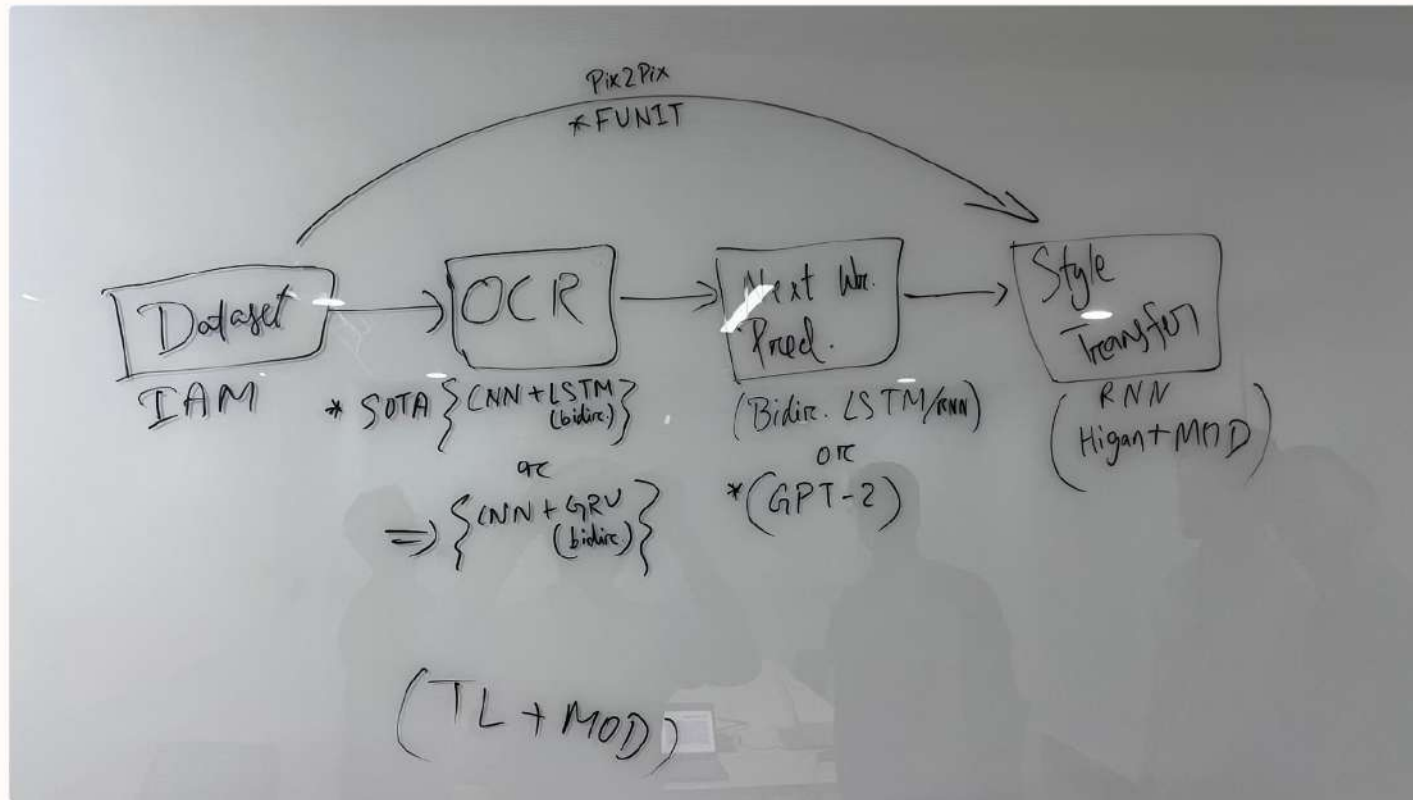 Pix2Pix
*FUNIT
Dataset
IAM
OCR
* SOTA {CNN+LSTM}
(bidirc.)
or
=> {CNN + GRU}
(bidirc.)
Next Wr.
Pred.
(Bidir. LSTM/RNN)
or
*(GPT-2)
Style
Transfer
(RNN
Higan+MOD)
(TL + MOD)